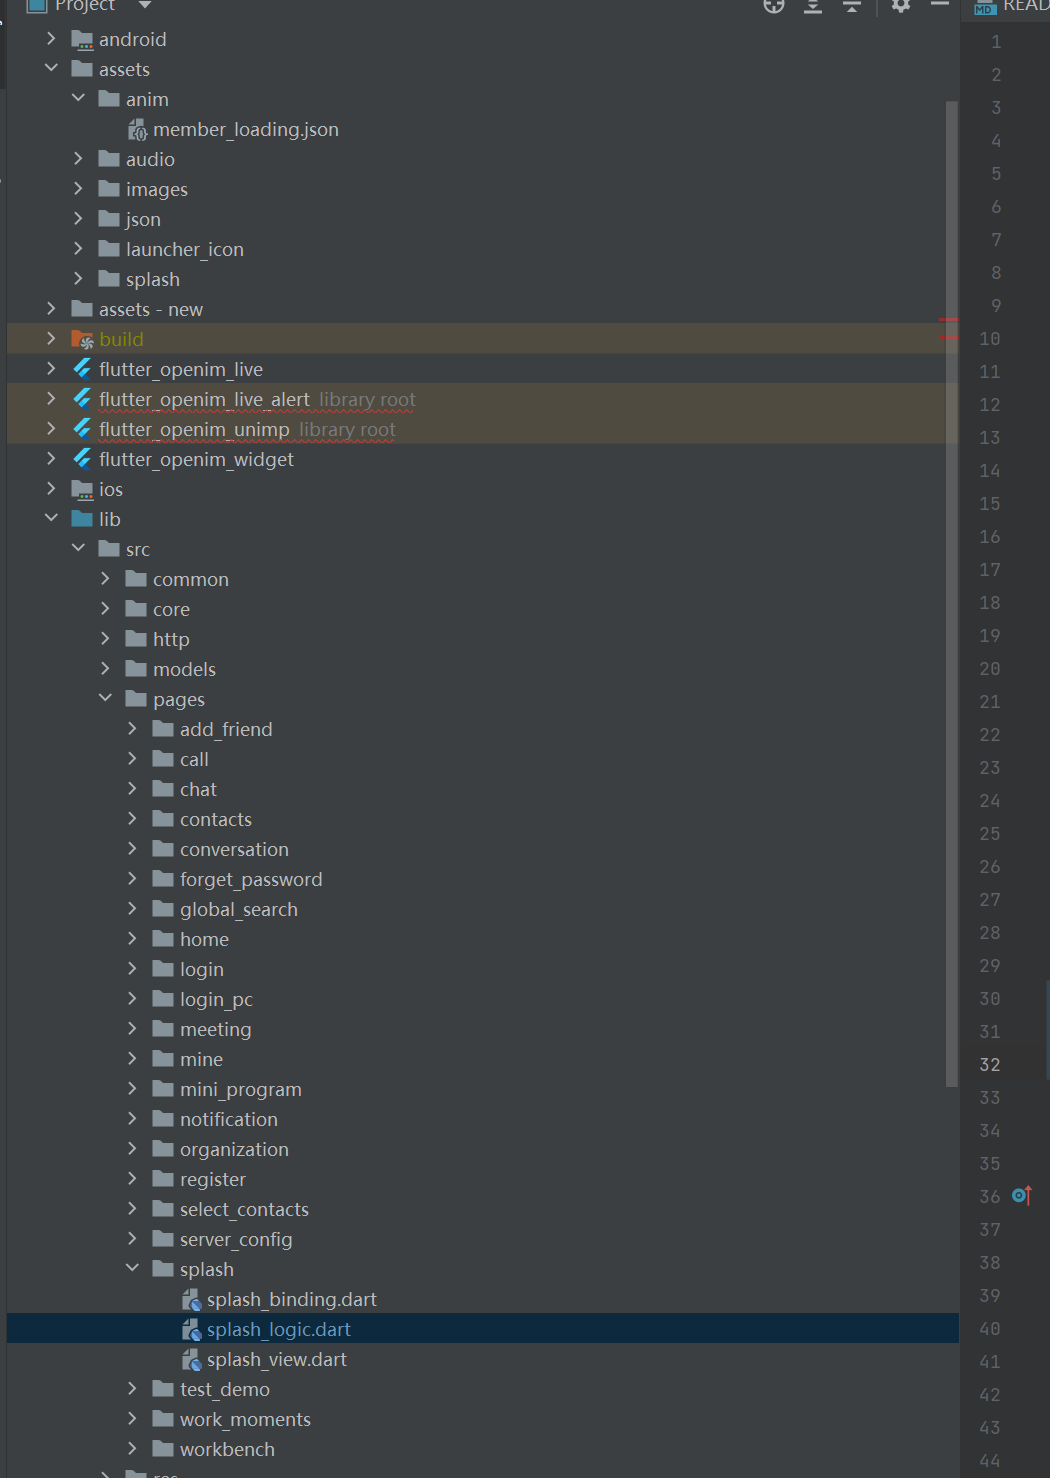 Project
READ
android
assets
anim
member_loading.json
audio
images
json
launcher_icon
splash
assets - new
build
flutter_openim_live
flutter_openim_live_alert library root
flutter_openim_unimp library root
flutter_openim_widget
ios
lib
src
common
core
http
models
pages
add_friend
call
chat
contacts
conversation
forget_password
global_search
home
login
login_pc
meeting
mine
mini_program
notification
organization
register
select_contacts
server_config
splash
splash_binding.dart
splash_logic.dart
splash_view.dart
test_demo
work_moments
workbench
res
MD
1
2
3
4
5
6
7
8
9
10
11
12
13
14
15
16
17
18
19
20
21
22
23
24
25
26
27
28
29
30
31
32
33
34
35
36
37
38
39
40
41
42
43
44